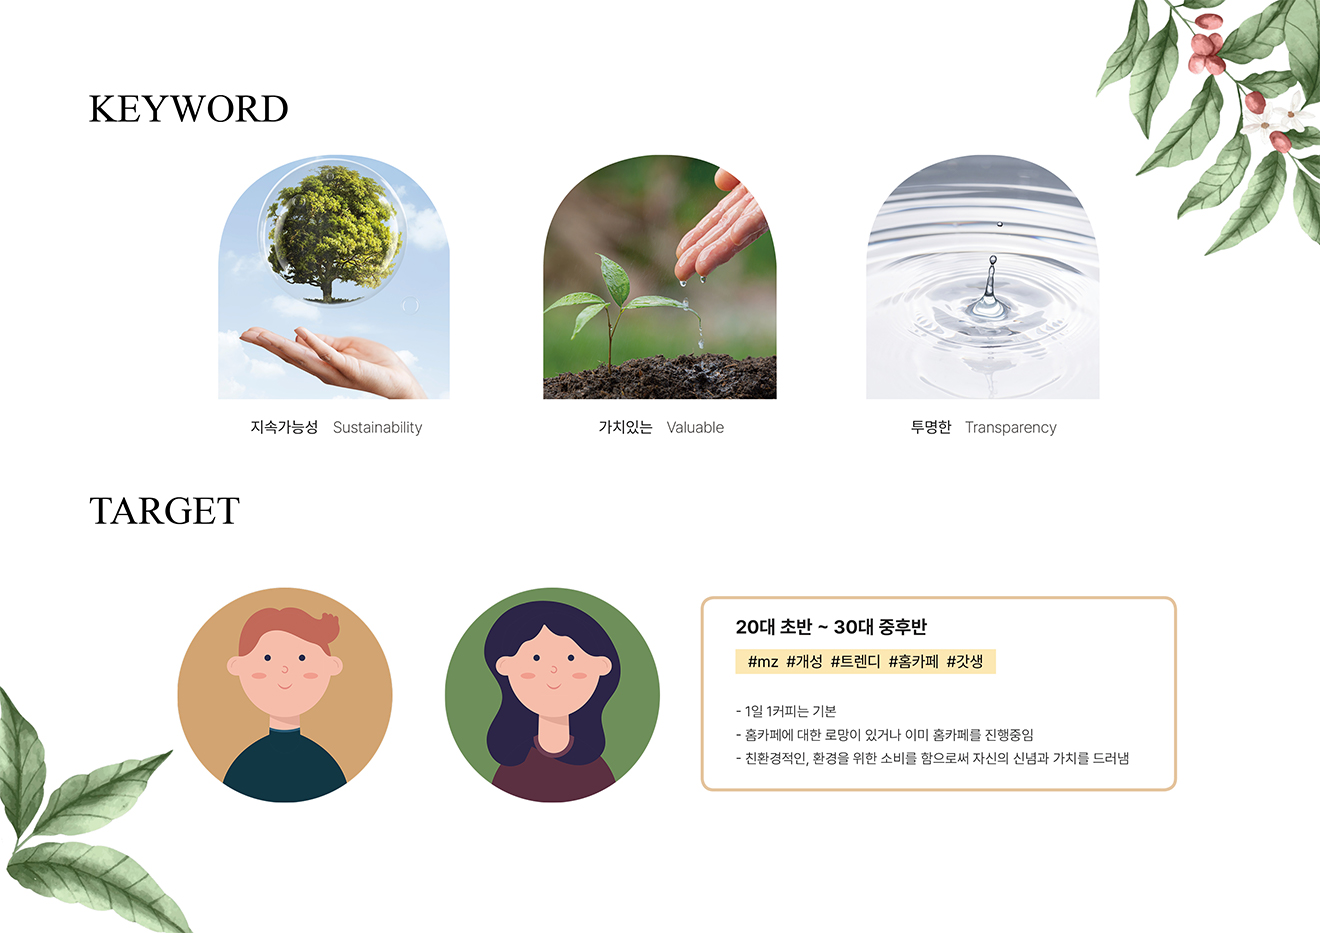 KEYWORD
지속가능성 Sustainability
가치있는 Valuable
투명한 Transparency
TARGET
20대 초반 ~ 30대 중후반
#mz #개성 #트렌디 #홈카페 #갓생
- 1일 1커피는 기본
- 홈카페에 대한 로망이 있거나 이미 홈카페를 진행중임
- 친환경적인, 환경을 위한 소비를 함으로써 자신의 신념과 가치를 드러냄